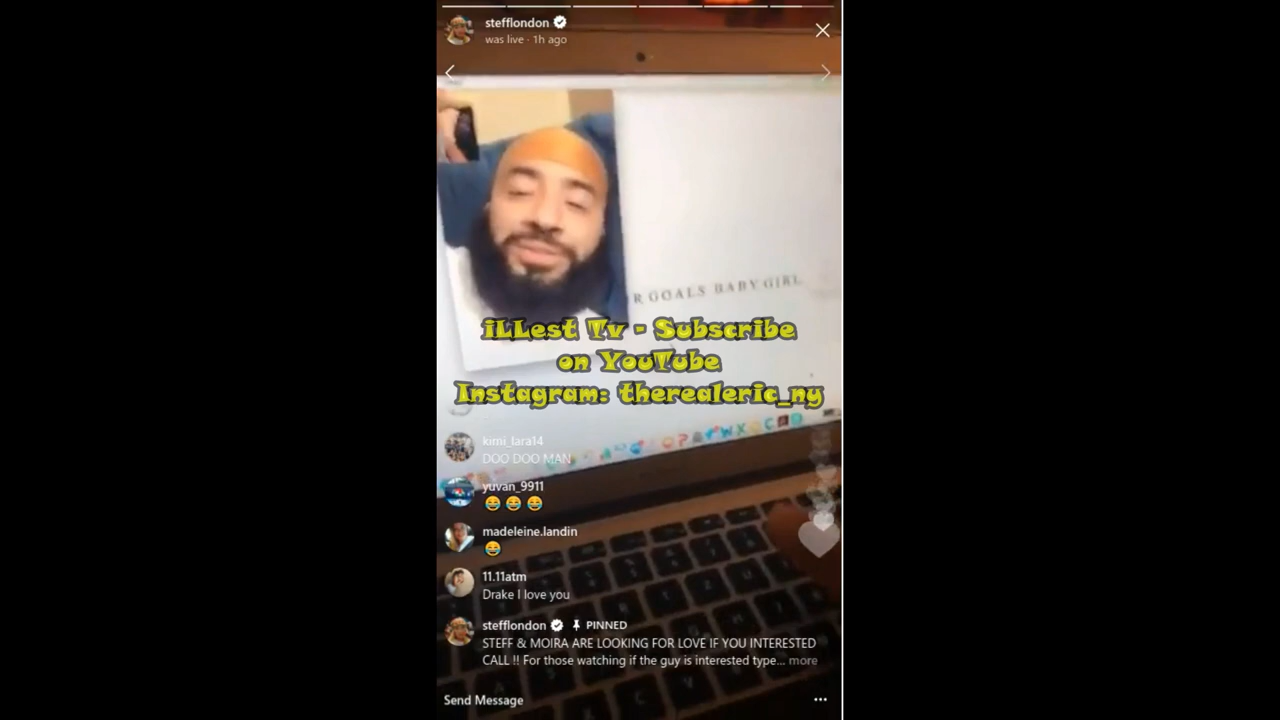 stefflondon
was live · 1h ago
R GOALS BABY GIRL
iLLest Tv - Subscribe
on YouTube
Instagram: therealeric_ny
kimi_lara14
DOO DOO MAN
yuvan_9911
😂 😂 😂
madeleine.landin
😂
11.11atm
Drake I love you
stefflondon PINNED
STEFF & MOIRA ARE LOOKING FOR LOVE IF YOU INTERESTED
CALL !! For those watching if the guy is interested type... more
Send Message